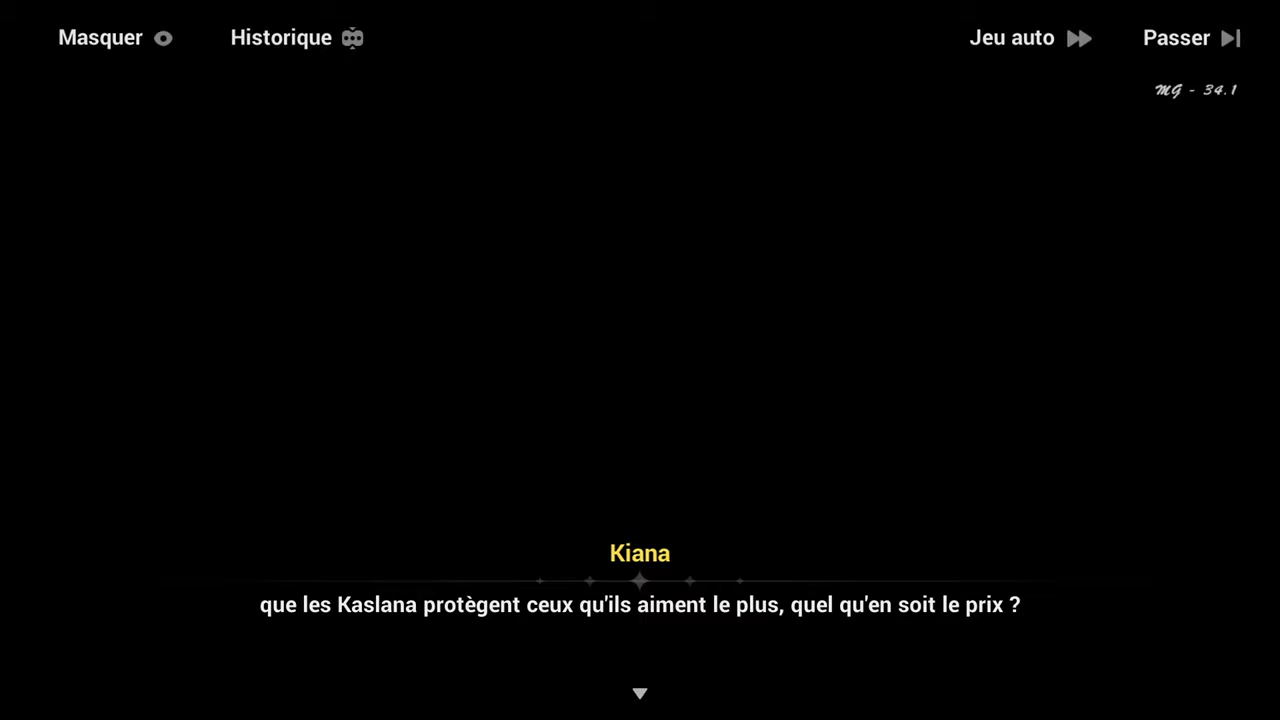 Masquer
Historique
Jeu auto
Passer
MG - 34.1
Kiana
que les Kaslana protègent ceux qu'ils aiment le plus, quel qu'en soit le prix ?